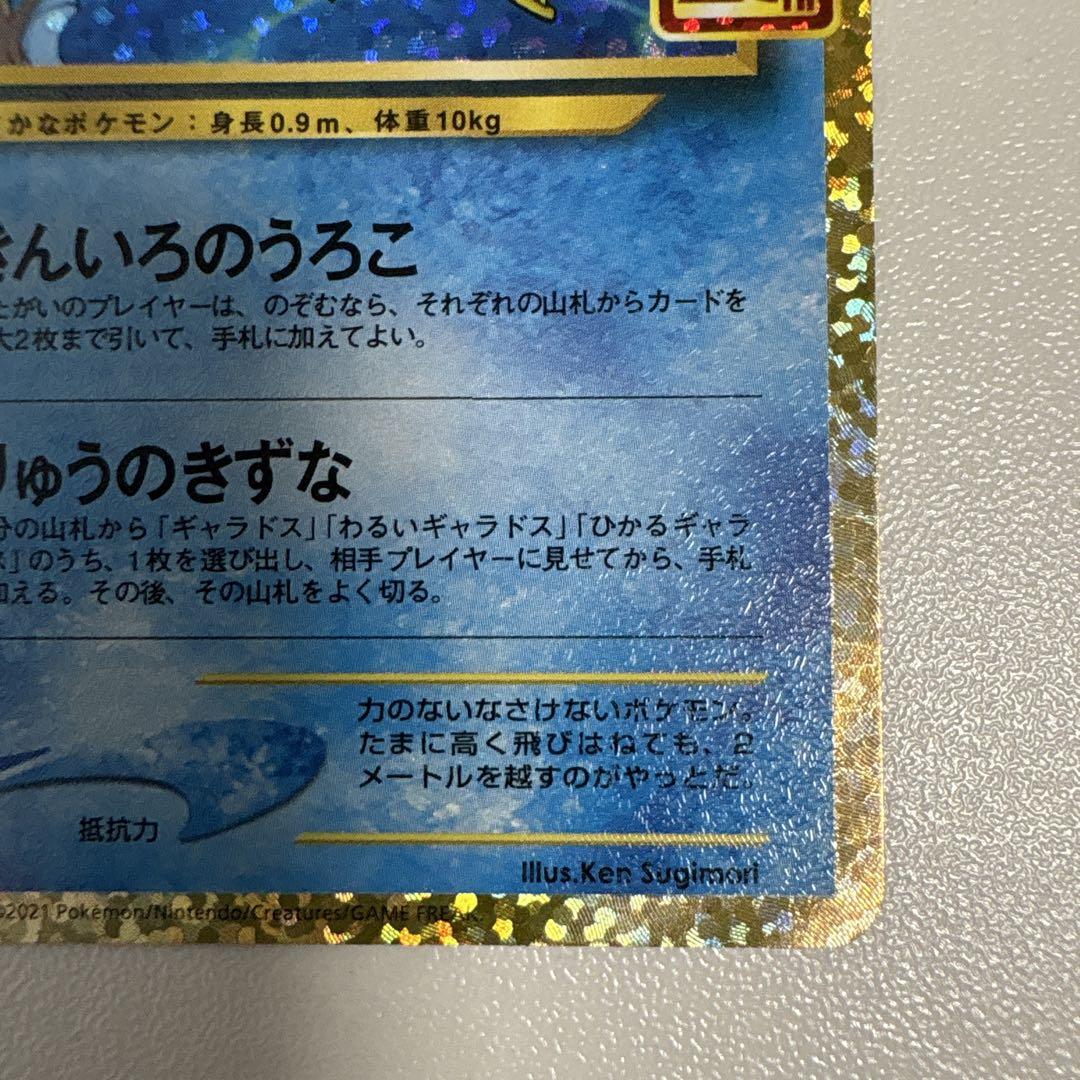 かなポケモン：身長0.9m、体重10kg
きんいろのうろこ
たがいのプレイヤーは、のぞむなら、それぞれの山札からカードを
大2枚まで引いて、手札に加えてよい。
りゅうのきずな
分の山札から「ギャラドス」「わるいギャラドス」「ひかるギャラ
ス」のうち、1枚を選び出し、相手プレイヤーに見せてから、手札
加える。その後、その山札をよく切る。
力のないなさけないポケモン。
たまに高く飛びはねても、2
メートルを越すのがやっとだ。
抵抗力
Illus.Ken Sugimori
©2021 Pokémon/Nintendo/Creatures/GAME FREAK.